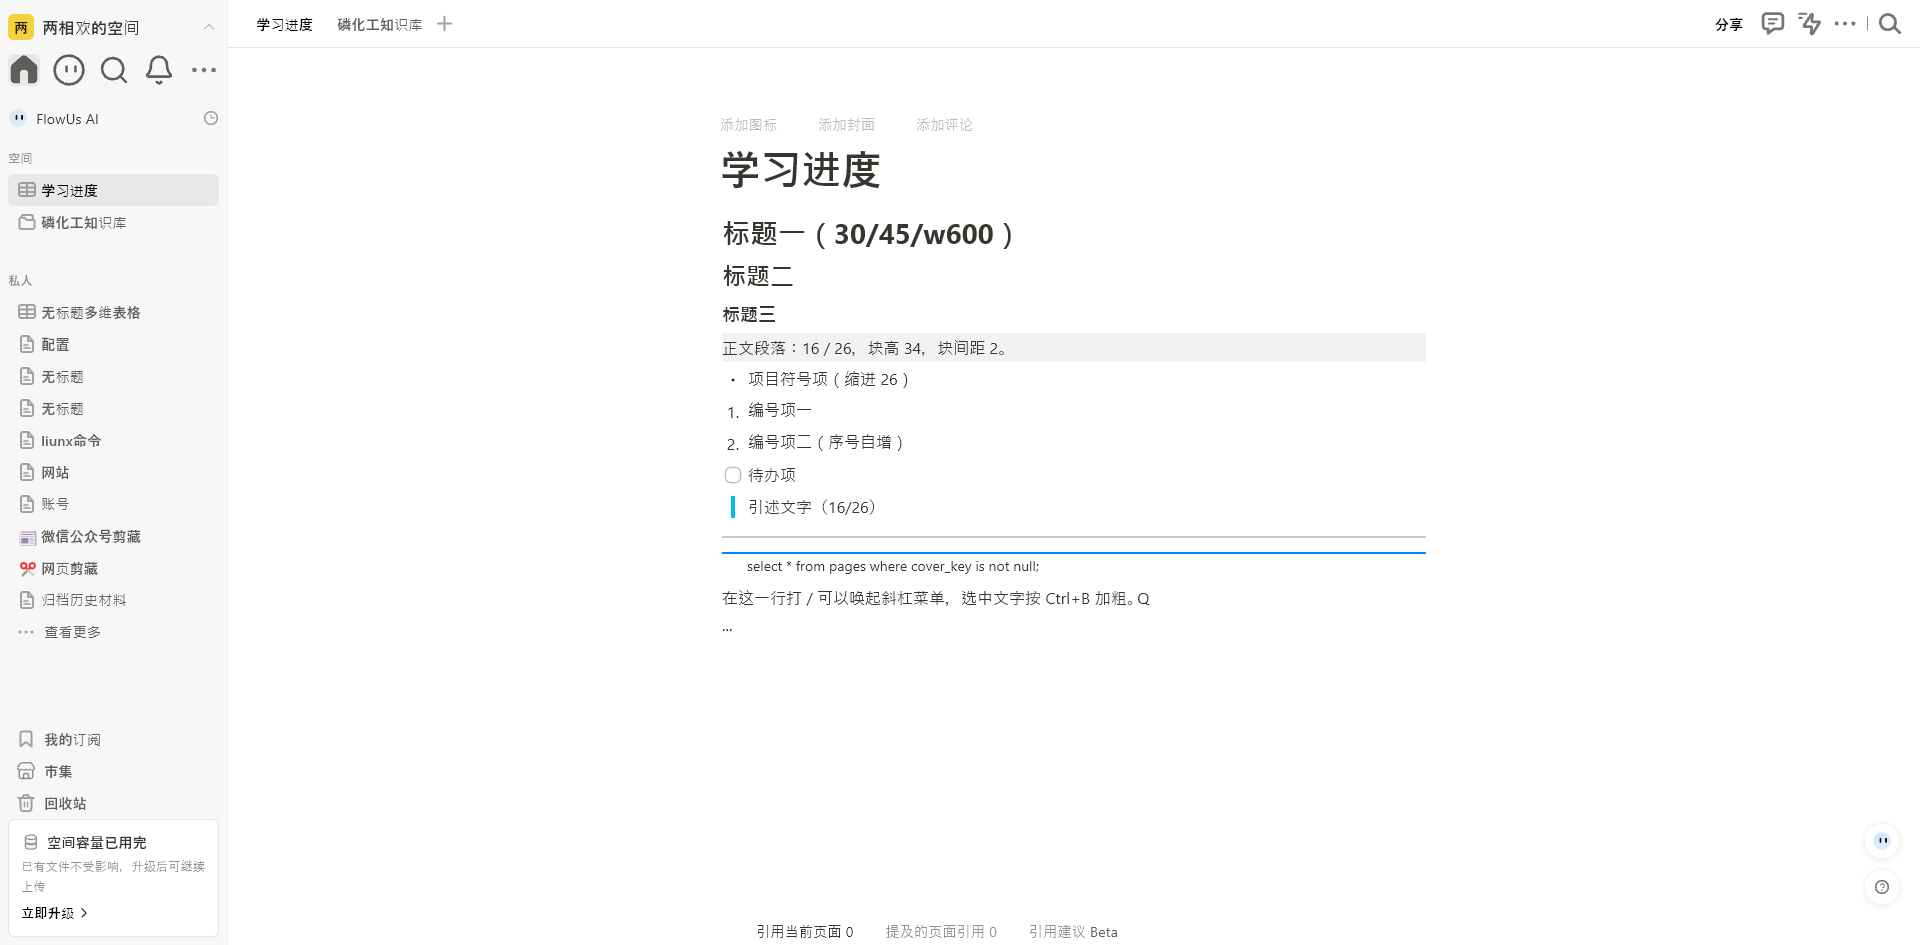 两 两相欢的空间
FlowUs AI
空间
学习进度
磷化工知识库
私人
无标题多维表格
配置
无标题
无标题
liunx命令
网站
账号
微信公众号剪藏
网页剪藏
归档历史材料
查看更多
我的订阅
市集
回收站
空间容量已用完
已有文件不受影响，升级后可继续
上传
立即升级
学习进度 磷化工知识库
分享
添加图标 添加封面 添加评论
学习进度
标题一（30/45/w600）
标题二
标题三
正文段落：16 / 26，块高 34，块间距 2。
• 项目符号项（缩进 26）
1. 编号项一
2. 编号项二（序号自增）
待办项
引述文字（16/26）
select * from pages where cover_key is not null;
在这一行打 / 可以唤起斜杠菜单，选中文字按 Ctrl+B 加粗。Q
...
引用当前页面 0 提及的页面引用 0 引用建议 Beta